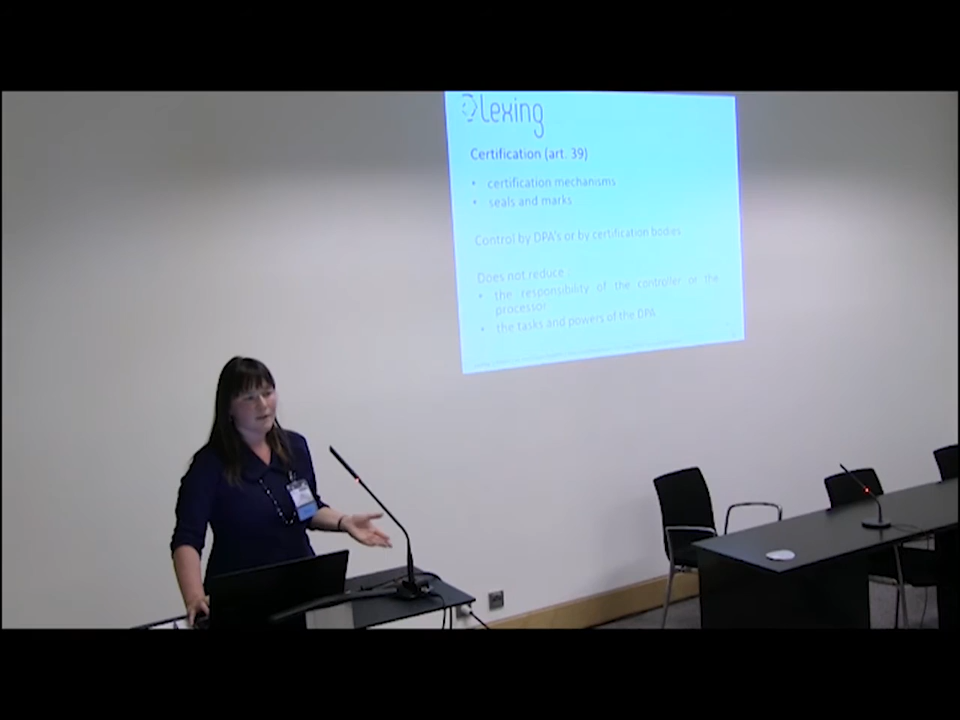 Lexing
Certification (art. 39)
• certification mechanisms
• seals and marks
Control by DPA's or by certification bodies
Does not reduce :
• the responsibility of the controller or the
processor
• the tasks and powers of the DPA